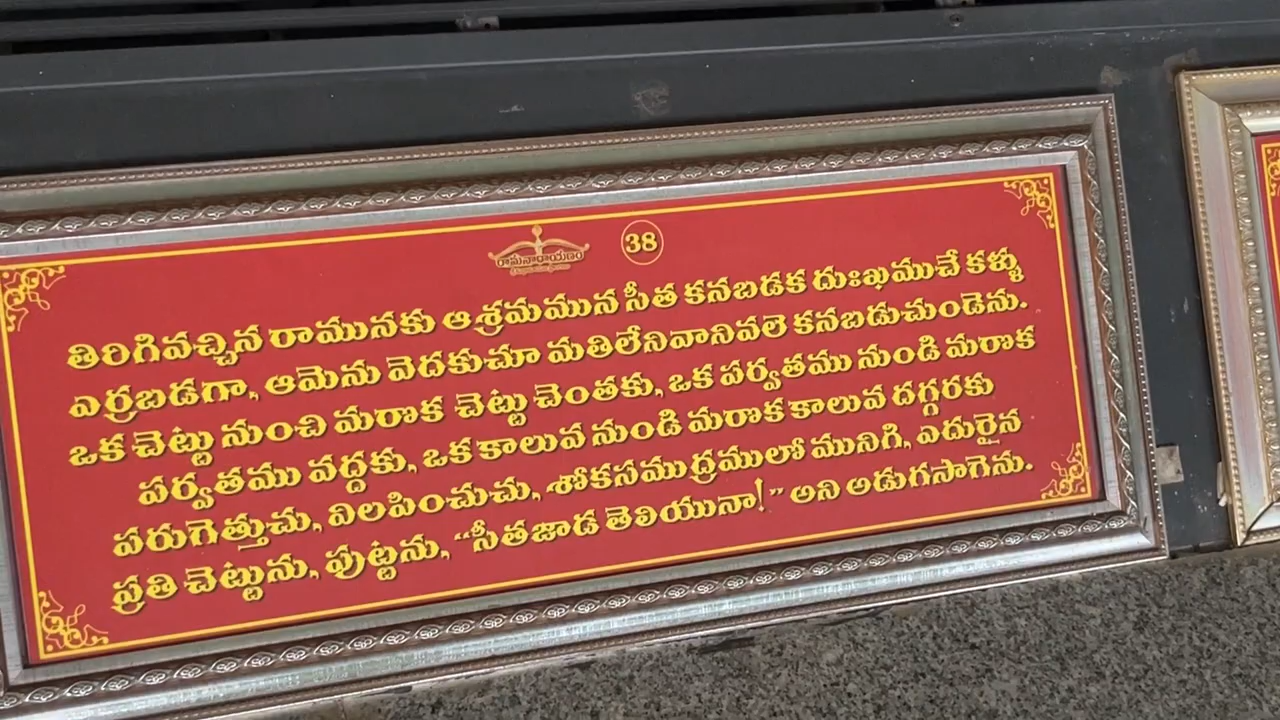 రామనారాయణం
38
తిరిగివచ్చిన రామునకు ఆశ్రమమున సీత కనబడక దుఃఖముచే కళ్ళు
ఎర్రబడగా, ఆమెను వెదకుచూ మతిలేనివానివలె కనబడుచుండెను.
ఒక చెట్టు నుంచి మరొక చెట్టు చెంతకు, ఒక పర్వతము నుండి మరొక
పర్వతము వద్దకు, ఒక కాలువ నుండి మరొక కాలువ దగ్గరకు
పరుగెత్తుచు, విలపించుచు, శోకసముద్రములో మునిగి, ఎదురైన
ప్రతి చెట్టును, పుట్టను, “సీతజాడ తెలియునా!” అని అడుగసాగెను.